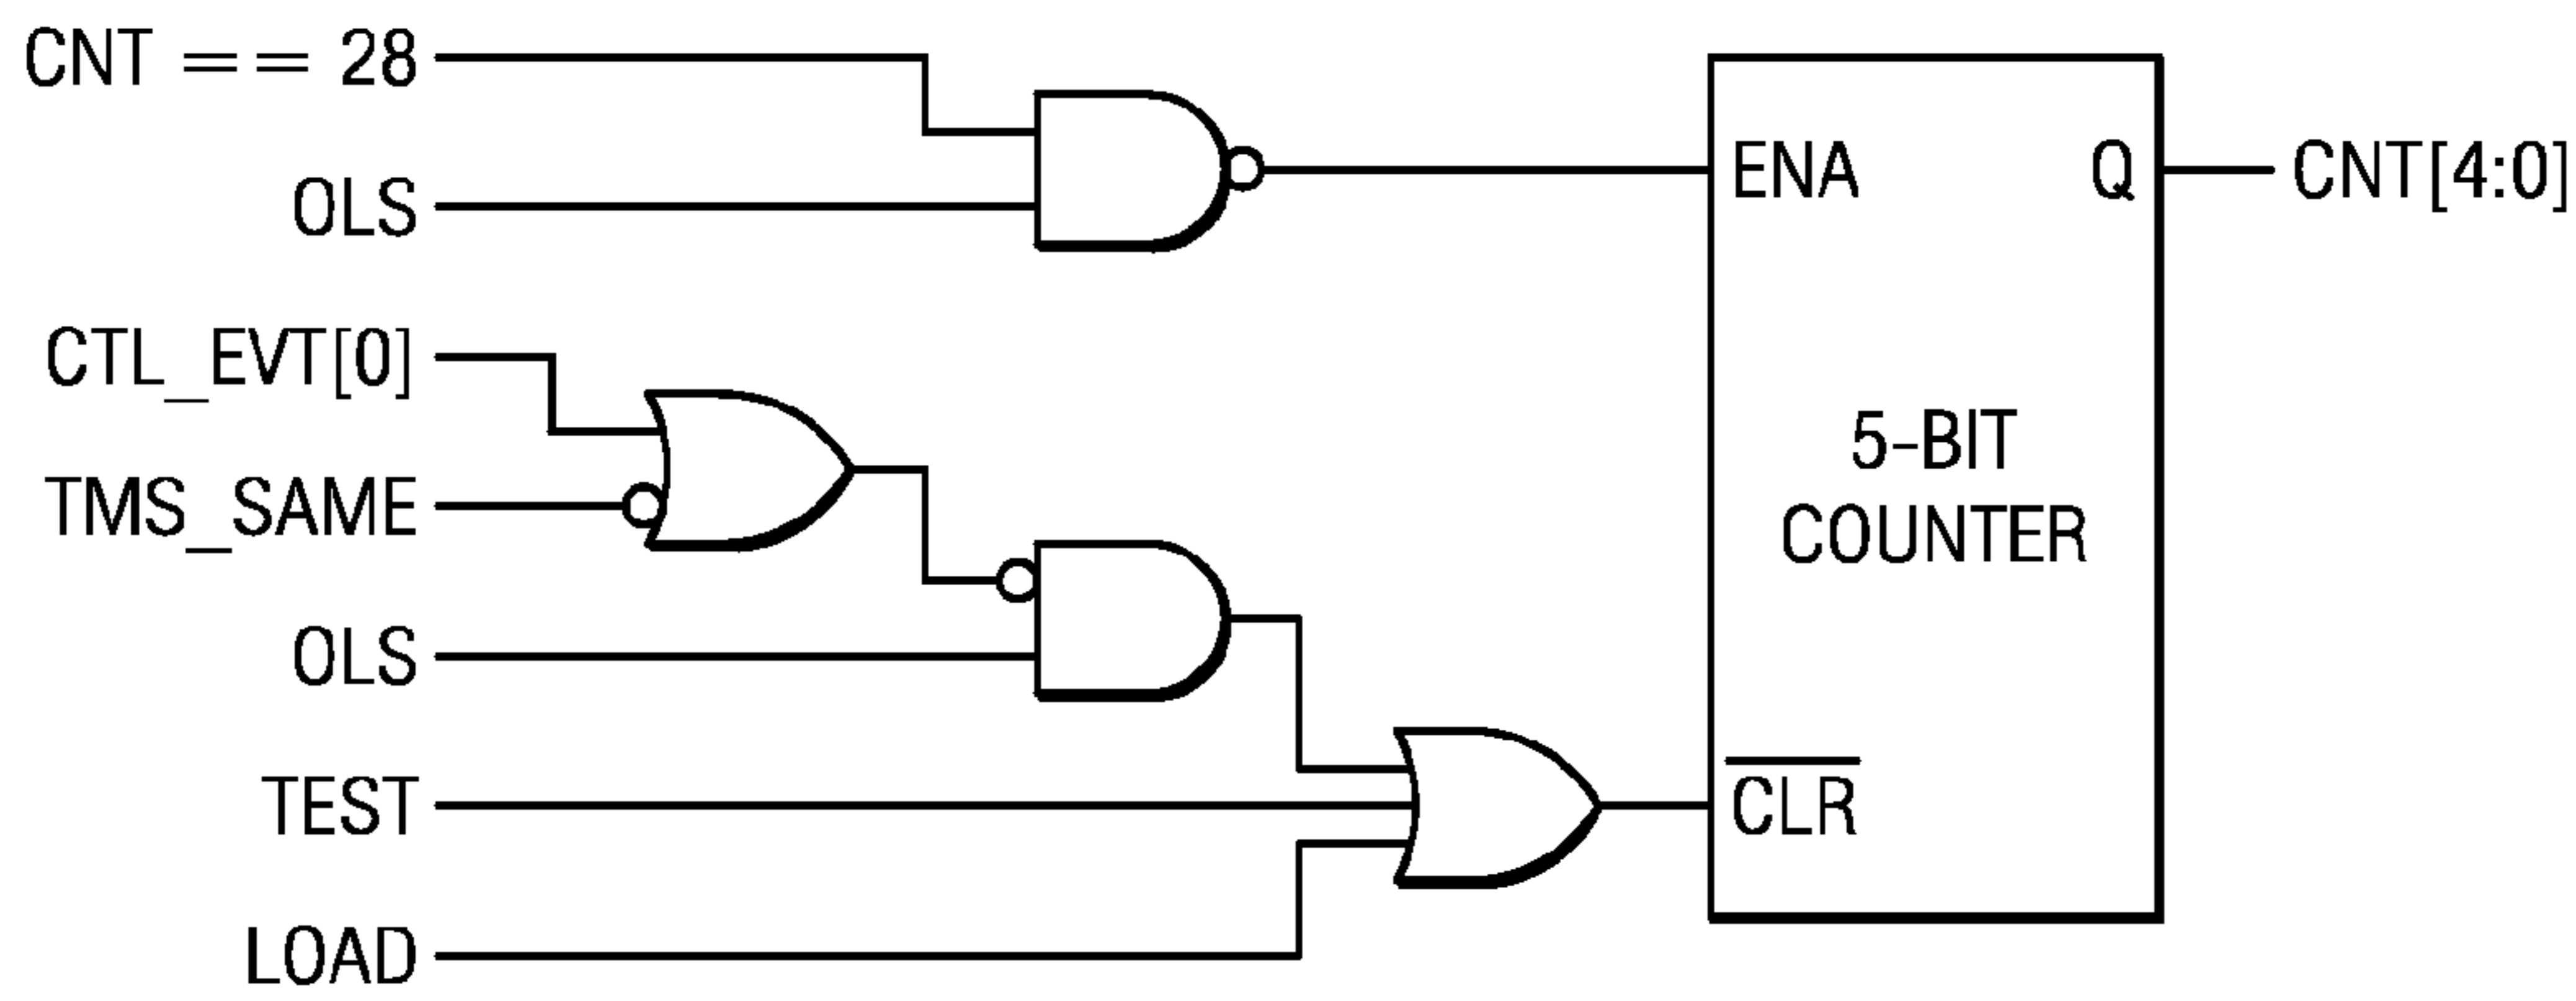 CNT == 28
OLS
CTL_EVT[0]
TMS_SAME
OLS
TEST
LOAD
ENA
Q
5-BIT
COUNTER
CLR
CNT[4:0]